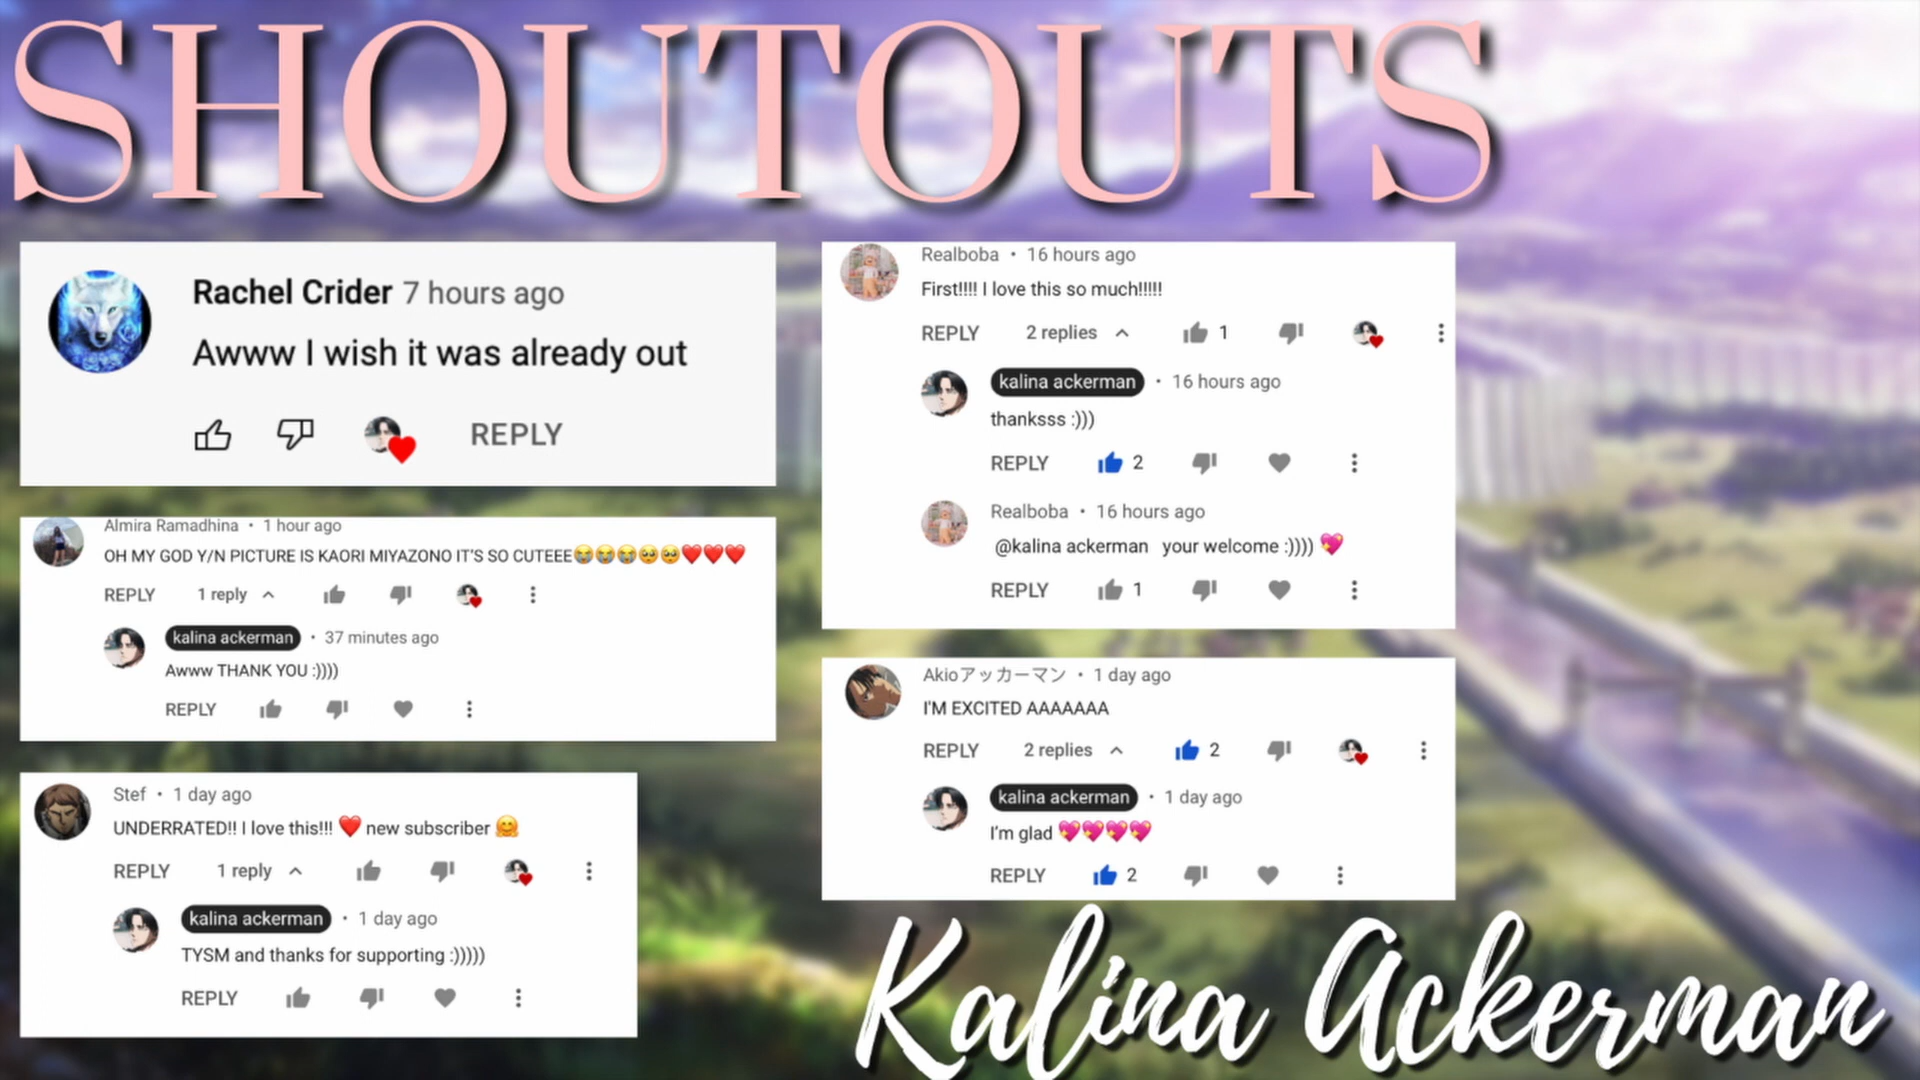 SHOUTOUTS
Rachel Crider 7 hours ago
Awww I wish it was already out
REPLY
Almira Ramadhina • 1 hour ago
OH MY GOD Y/N PICTURE IS KAORI MIYAZONO IT'S SO CUTEEE😭😭😭🥺🥺❤️❤️❤️
REPLY 1 reply
kalina ackerman • 37 minutes ago
Awww THANK YOU :))))
REPLY
Stef • 1 day ago
UNDERRATED!! I love this!!! ❤️ new subscriber 🤗
REPLY 1 reply
kalina ackerman • 1 day ago
TYSM and thanks for supporting :)))))
REPLY
Realboba • 16 hours ago
First!!!! I love this so much!!!!!
REPLY 2 replies 1
kalina ackerman • 16 hours ago
thanksss :)))
REPLY 2
Realboba • 16 hours ago
@kalina ackerman your welcome :)))) 💖
REPLY 1
Akioアッカーマン • 1 day ago
I'M EXCITED AAAAAAA
REPLY 2 replies 2
kalina ackerman • 1 day ago
I'm glad 💖💖💖💖
REPLY 2
Kalina Ackerman